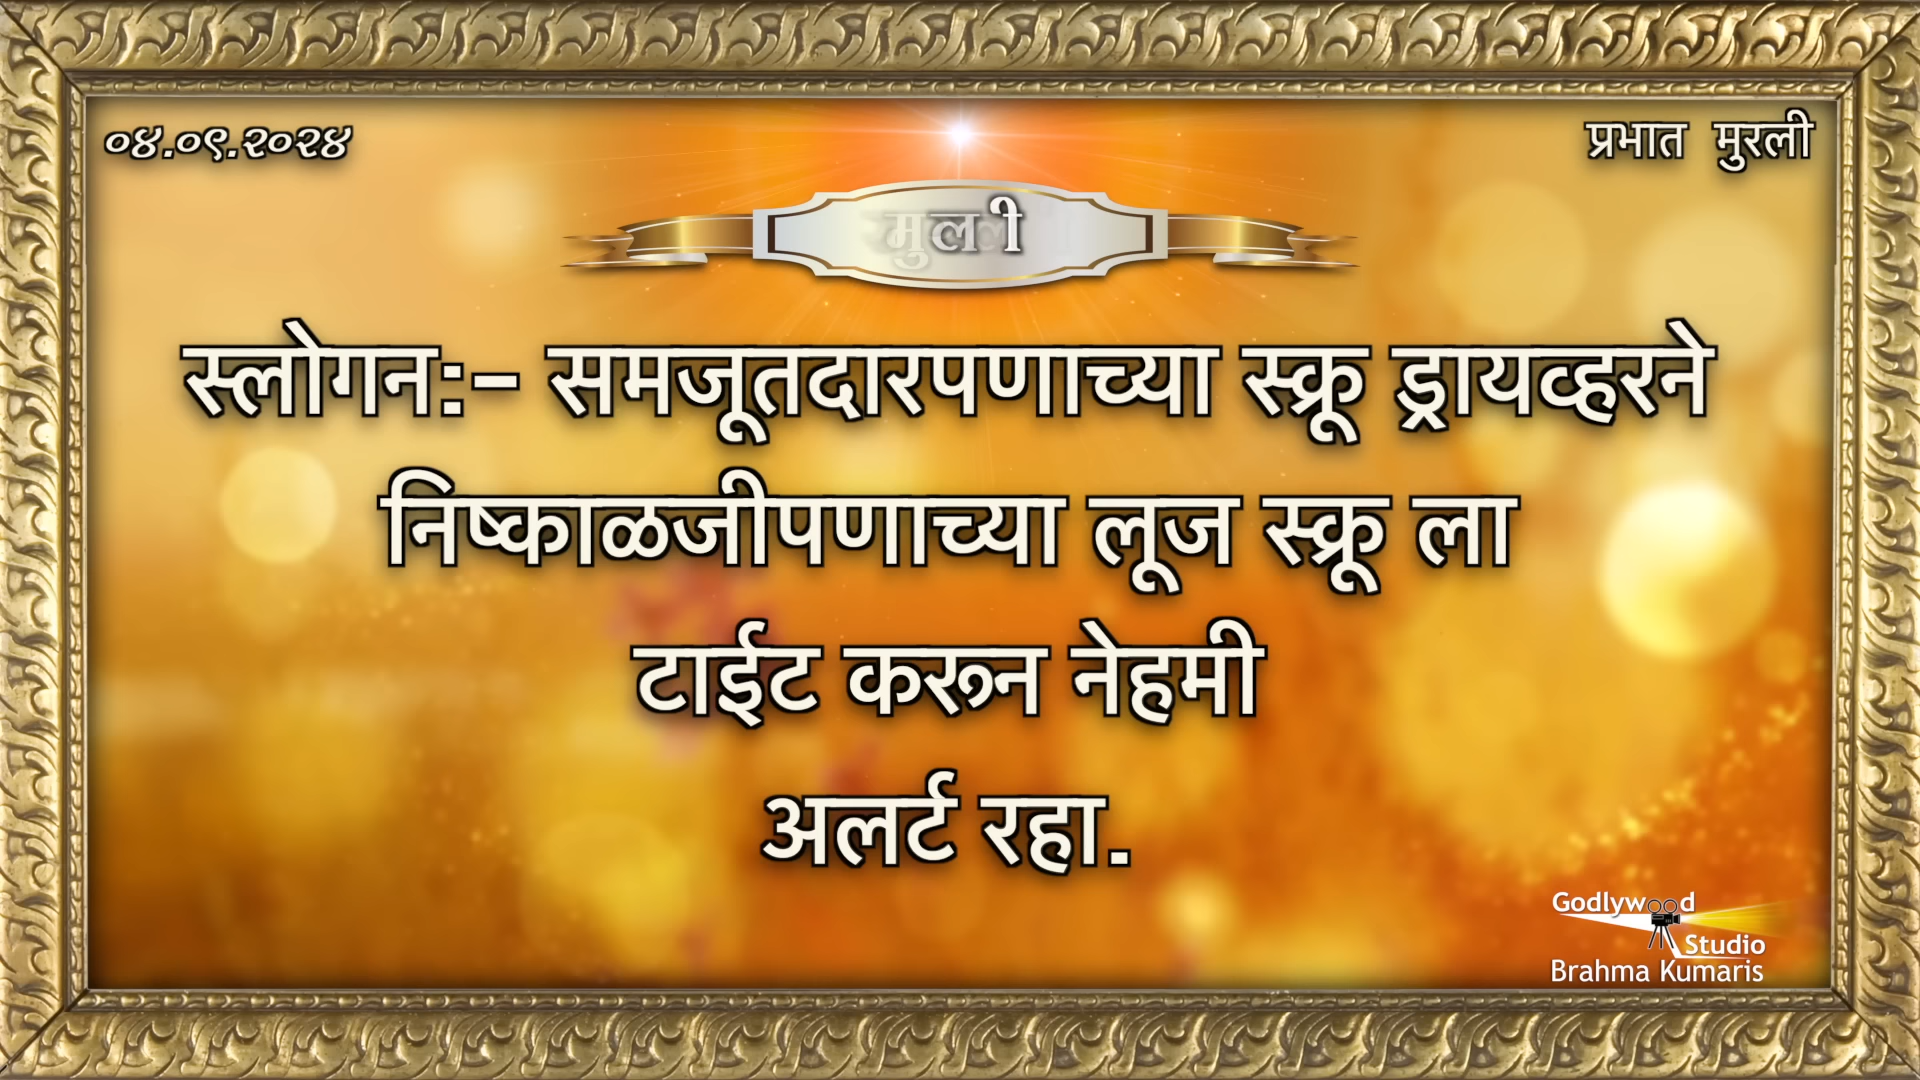 ०४.०९.२०२४
प्रभात मुरली
स्लोगन:- समजूतदारपणाच्या स्क्रू ड्रायव्हरने
निष्काळजीपणाच्या लूज स्क्रू ला
टाईट करून नेहमी
अलर्ट रहा.
Godlywood
Studio
Brahma Kumaris